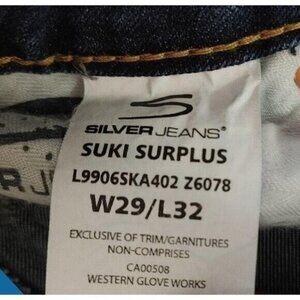 SILVER JEANS®
SUKI SURPLUS
L9906SKA402 Z6078
W29/L32
EXCLUSIVE OF TRIM/GARNITURES
NON-COMPRISES
CA00508
WESTERN GLOVE WORKS